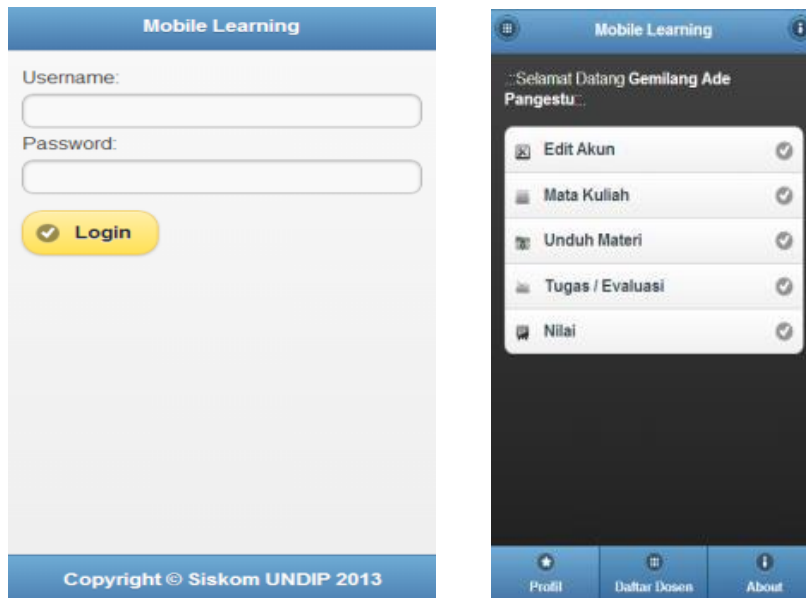 Mobile Learning
Username:
Password:
Login
Copyright © Siskom UNDIP 2013
Mobile Learning
.::Selamat Datang Gemilang Ade
Pangestu::.
Edit Akun
Mata Kuliah
Unduh Materi
Tugas / Evaluasi
Nilai
Profil
Daftar Dosen
About